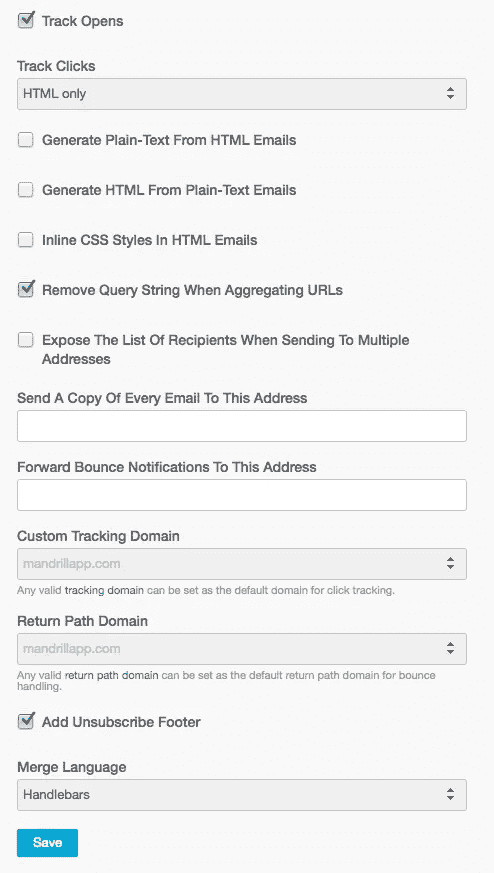 Track Opens
Track Clicks
HTML only
Generate Plain-Text From HTML Emails
Generate HTML From Plain-Text Emails
Inline CSS Styles In HTML Emails
Remove Query String When Aggregating URLs
Expose The List Of Recipients When Sending To Multiple
Addresses
Send A Copy Of Every Email To This Address
Forward Bounce Notifications To This Address
Custom Tracking Domain
mandrillapp.com
Any valid tracking domain can be set as the default domain for click tracking.
Return Path Domain
mandrillapp.com
Any valid return path domain can be set as the default return path domain for bounce
handling.
Add Unsubscribe Footer
Merge Language
Handlebars
Save